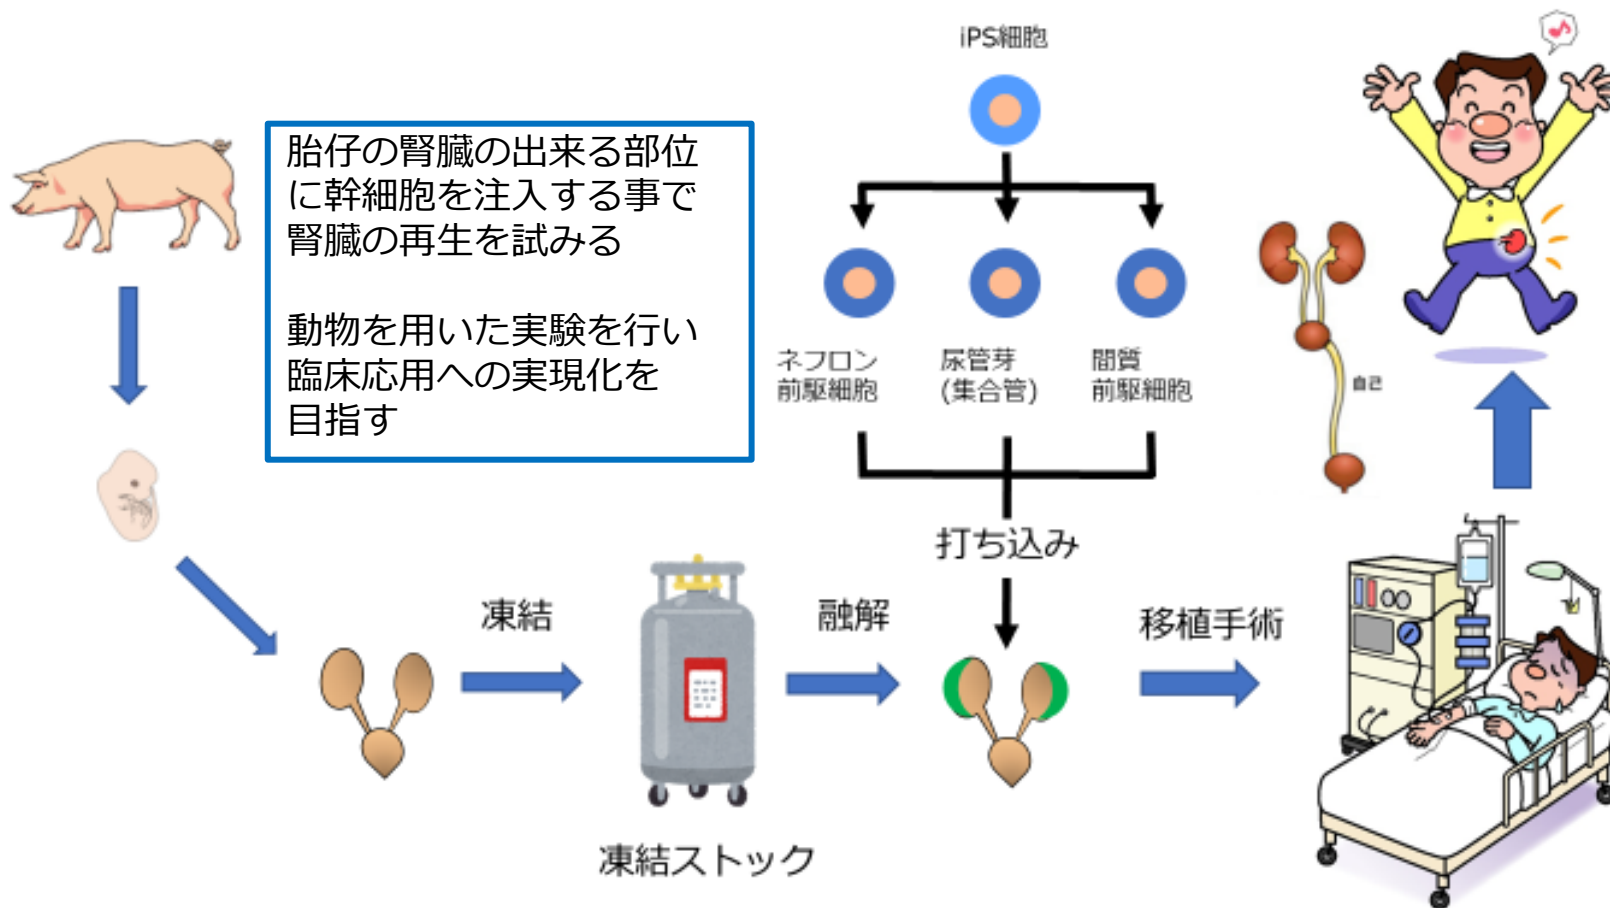 iPS細胞
胎仔の腎臓の出来る部位
に幹細胞を注入する事で
腎臓の再生を試みる
動物を用いた実験を行い
臨床応用への実現化を
目指す
ネフロン
前駆細胞
尿管芽
(集合管)
間質
前駆細胞
自己
打ち込み
凍結
融解
移植手術
凍結ストック